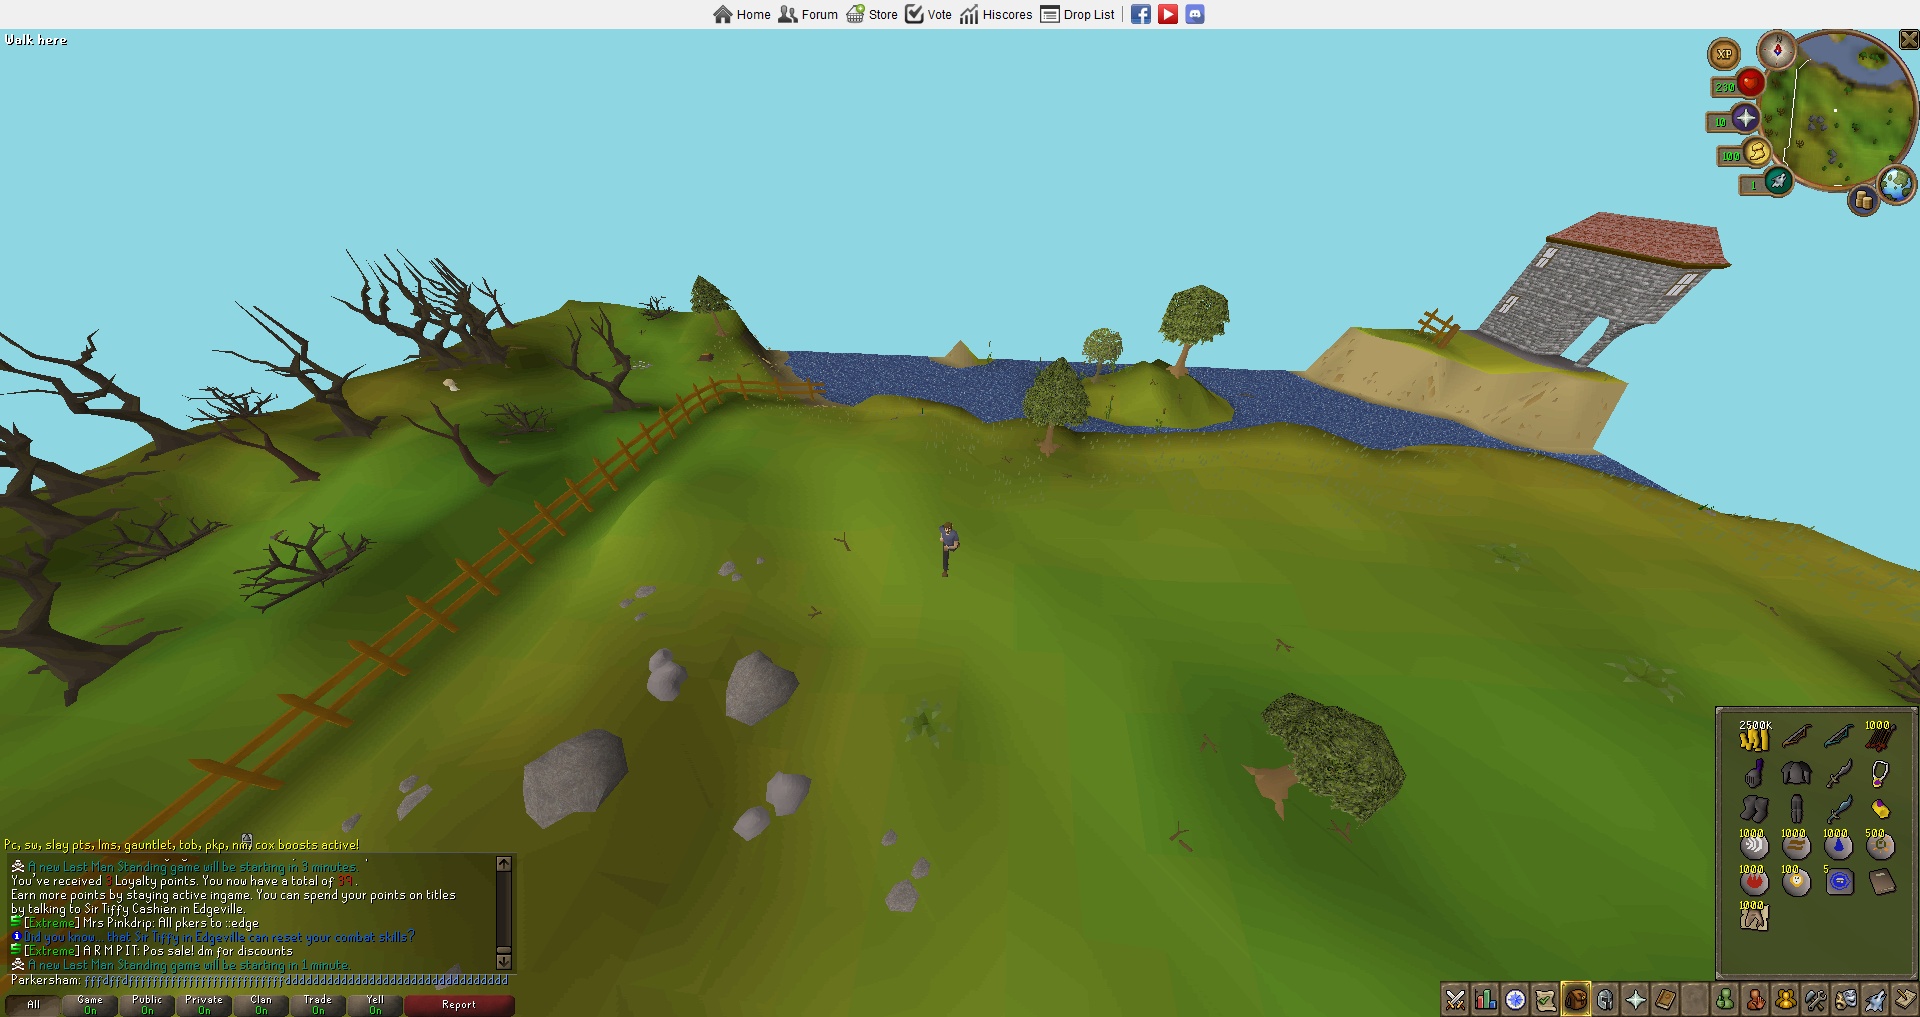 Home Forum Store Vote Hiscores Drop List
Walk here
XP
N
230
10
100
1
2500K 1000
1000 1000 1000 500
1000 100 5
1000
Pc, sw, slay pts, lms, gauntlet, tob, pkp, nm, cox boosts active!
A new Last Man Standing game will be starting in 3 minutes.
You've received 3 Loyalty points. You now have a total of 39.
Earn more points by staying active ingame. You can spend your points on titles
by talking to Sir Tiffy Cashien in Edgeville.
[Extreme] Mrs Pinkdrip: All pkers to ::edge
Did you know... that Sir Tiffy in Edgeville can reset your combat skills?
[Extreme] A R M P I T: Pos sale! dm for discounts
A new Last Man Standing game will be starting in 1 minute.
Parkersham:
All Game Public Private Clan Trade Yell Report
On On On On On On